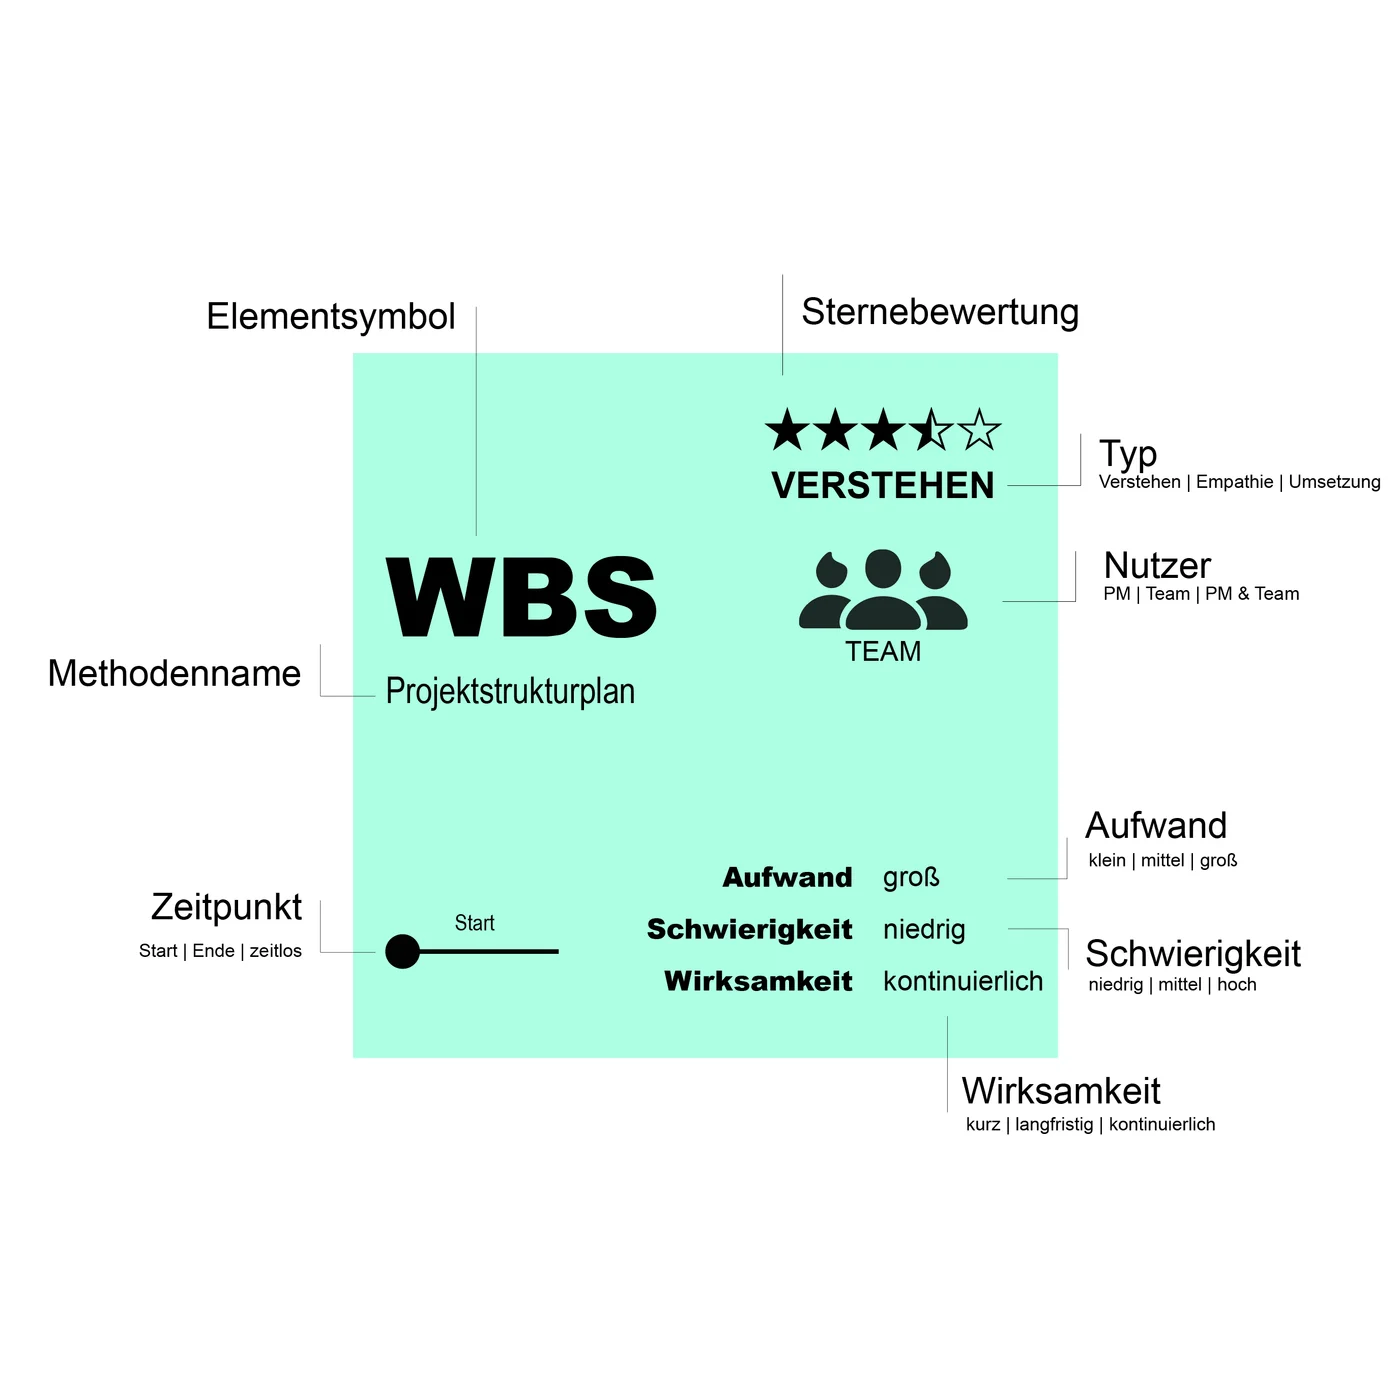 Elementsymbol
Sternebewertung
VERSTEHEN
Typ
Verstehen | Empathie | Umsetzung
WBS
Projektstrukturplan
Methodenname
TEAM
Nutzer
PM | Team | PM & Team
Zeitpunkt
Start | Ende | zeitlos
Start
Aufwand groß
Schwierigkeit niedrig
Wirksamkeit kontinuierlich
Aufwand
klein | mittel | groß
Schwierigkeit
niedrig | mittel | hoch
Wirksamkeit
kurz | langfristig | kontinuierlich